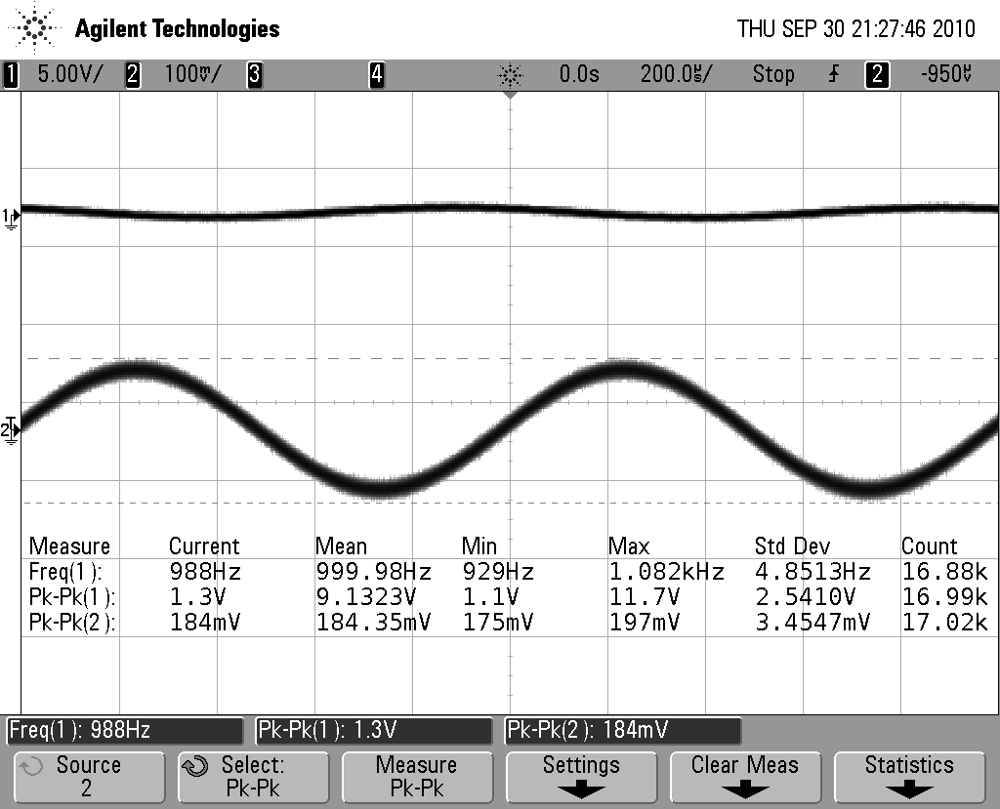 Agilent Technologies THU SEP 30 21:27:46 2010
1 5.00V/ 2 100mV/ 3 4 0.0s 200.0µs/ Stop 2 -950µV
1
2
Measure Current Mean Min Max Std Dev Count
Freq(1): 988Hz 999.98Hz 929Hz 1.082kHz 4.8513Hz 16.88k
Pk-Pk(1): 1.3V 9.1323V 1.1V 11.7V 2.5410V 16.99k
Pk-Pk(2): 184mV 184.35mV 175mV 197mV 3.4547mV 17.02k
Freq(1): 988Hz Pk-Pk(1): 1.3V Pk-Pk(2): 184mV
Source Select: Measure Settings Clear Meas Statistics
2 Pk-Pk Pk-Pk